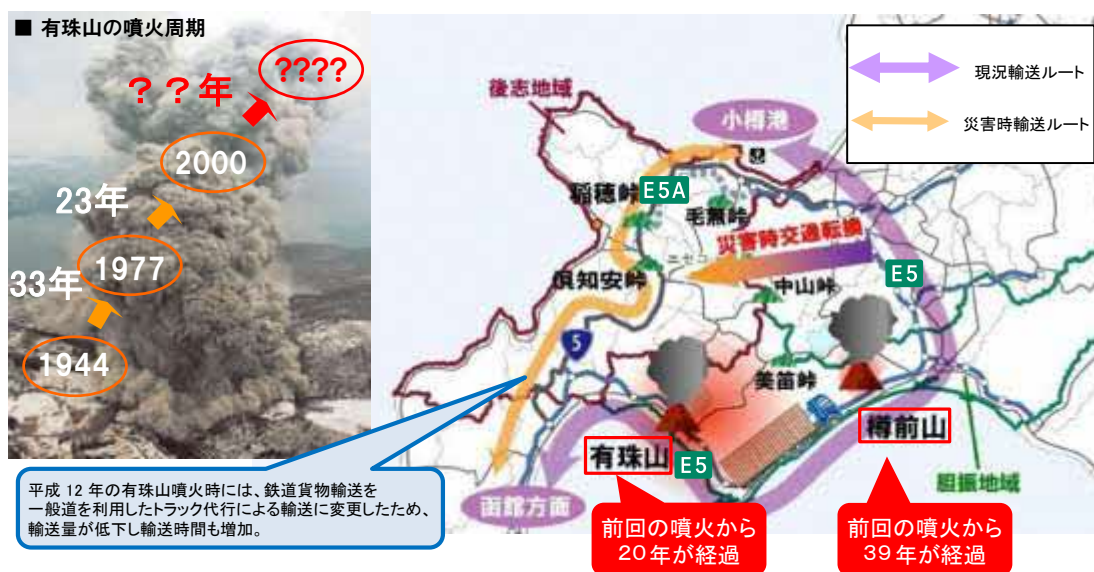 ■ 有珠山の噴火周期
????
??年
2000
23年
1977
33年
1944
現況輸送ルート
災害時輸送ルート
後志地域
小樽港
稲穂峠
E5A
毛無峠
災害時交通転換
ニセコ
倶知安峠
E5
中山峠
5
美笛峠
樽前山
有珠山
E5
胆振地域
函館方面
平成 12 年の有珠山噴火時には、鉄道貨物輸送を
一般道を利用したトラック代行による輸送に変更したため、
輸送量が低下し輸送時間も増加。
前回の噴火から
20年が経過
前回の噴火から
39年が経過